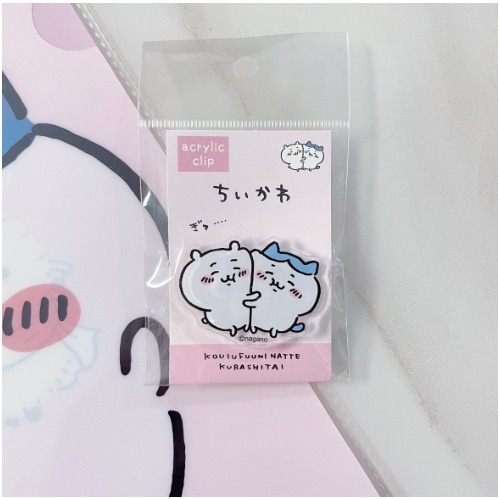 acrylic
clip
ちいかわ
ぎゅ....
©nagano
KOUIUFUUNI NATTE
KURASHITAI